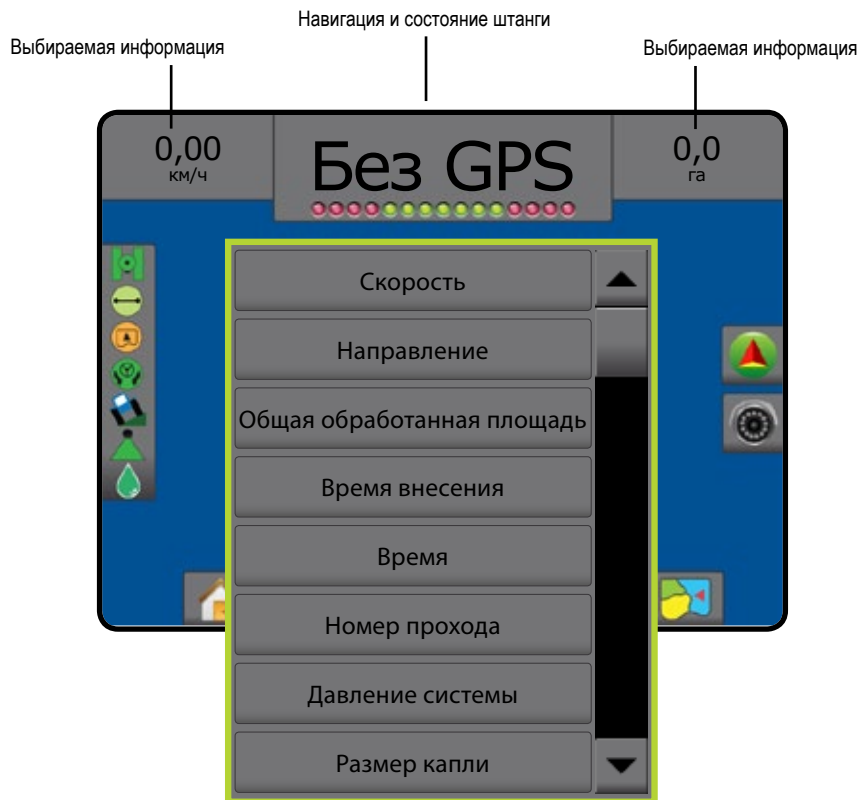 Навигация и состояние штанги
Выбираемая информация
Выбираемая информация
0,00
км/ч
Без GPS
0,0
га
Скорость
Направление
Общая обработанная площадь
Время внесения
Время
Номер прохода
Давление системы
Размер капли